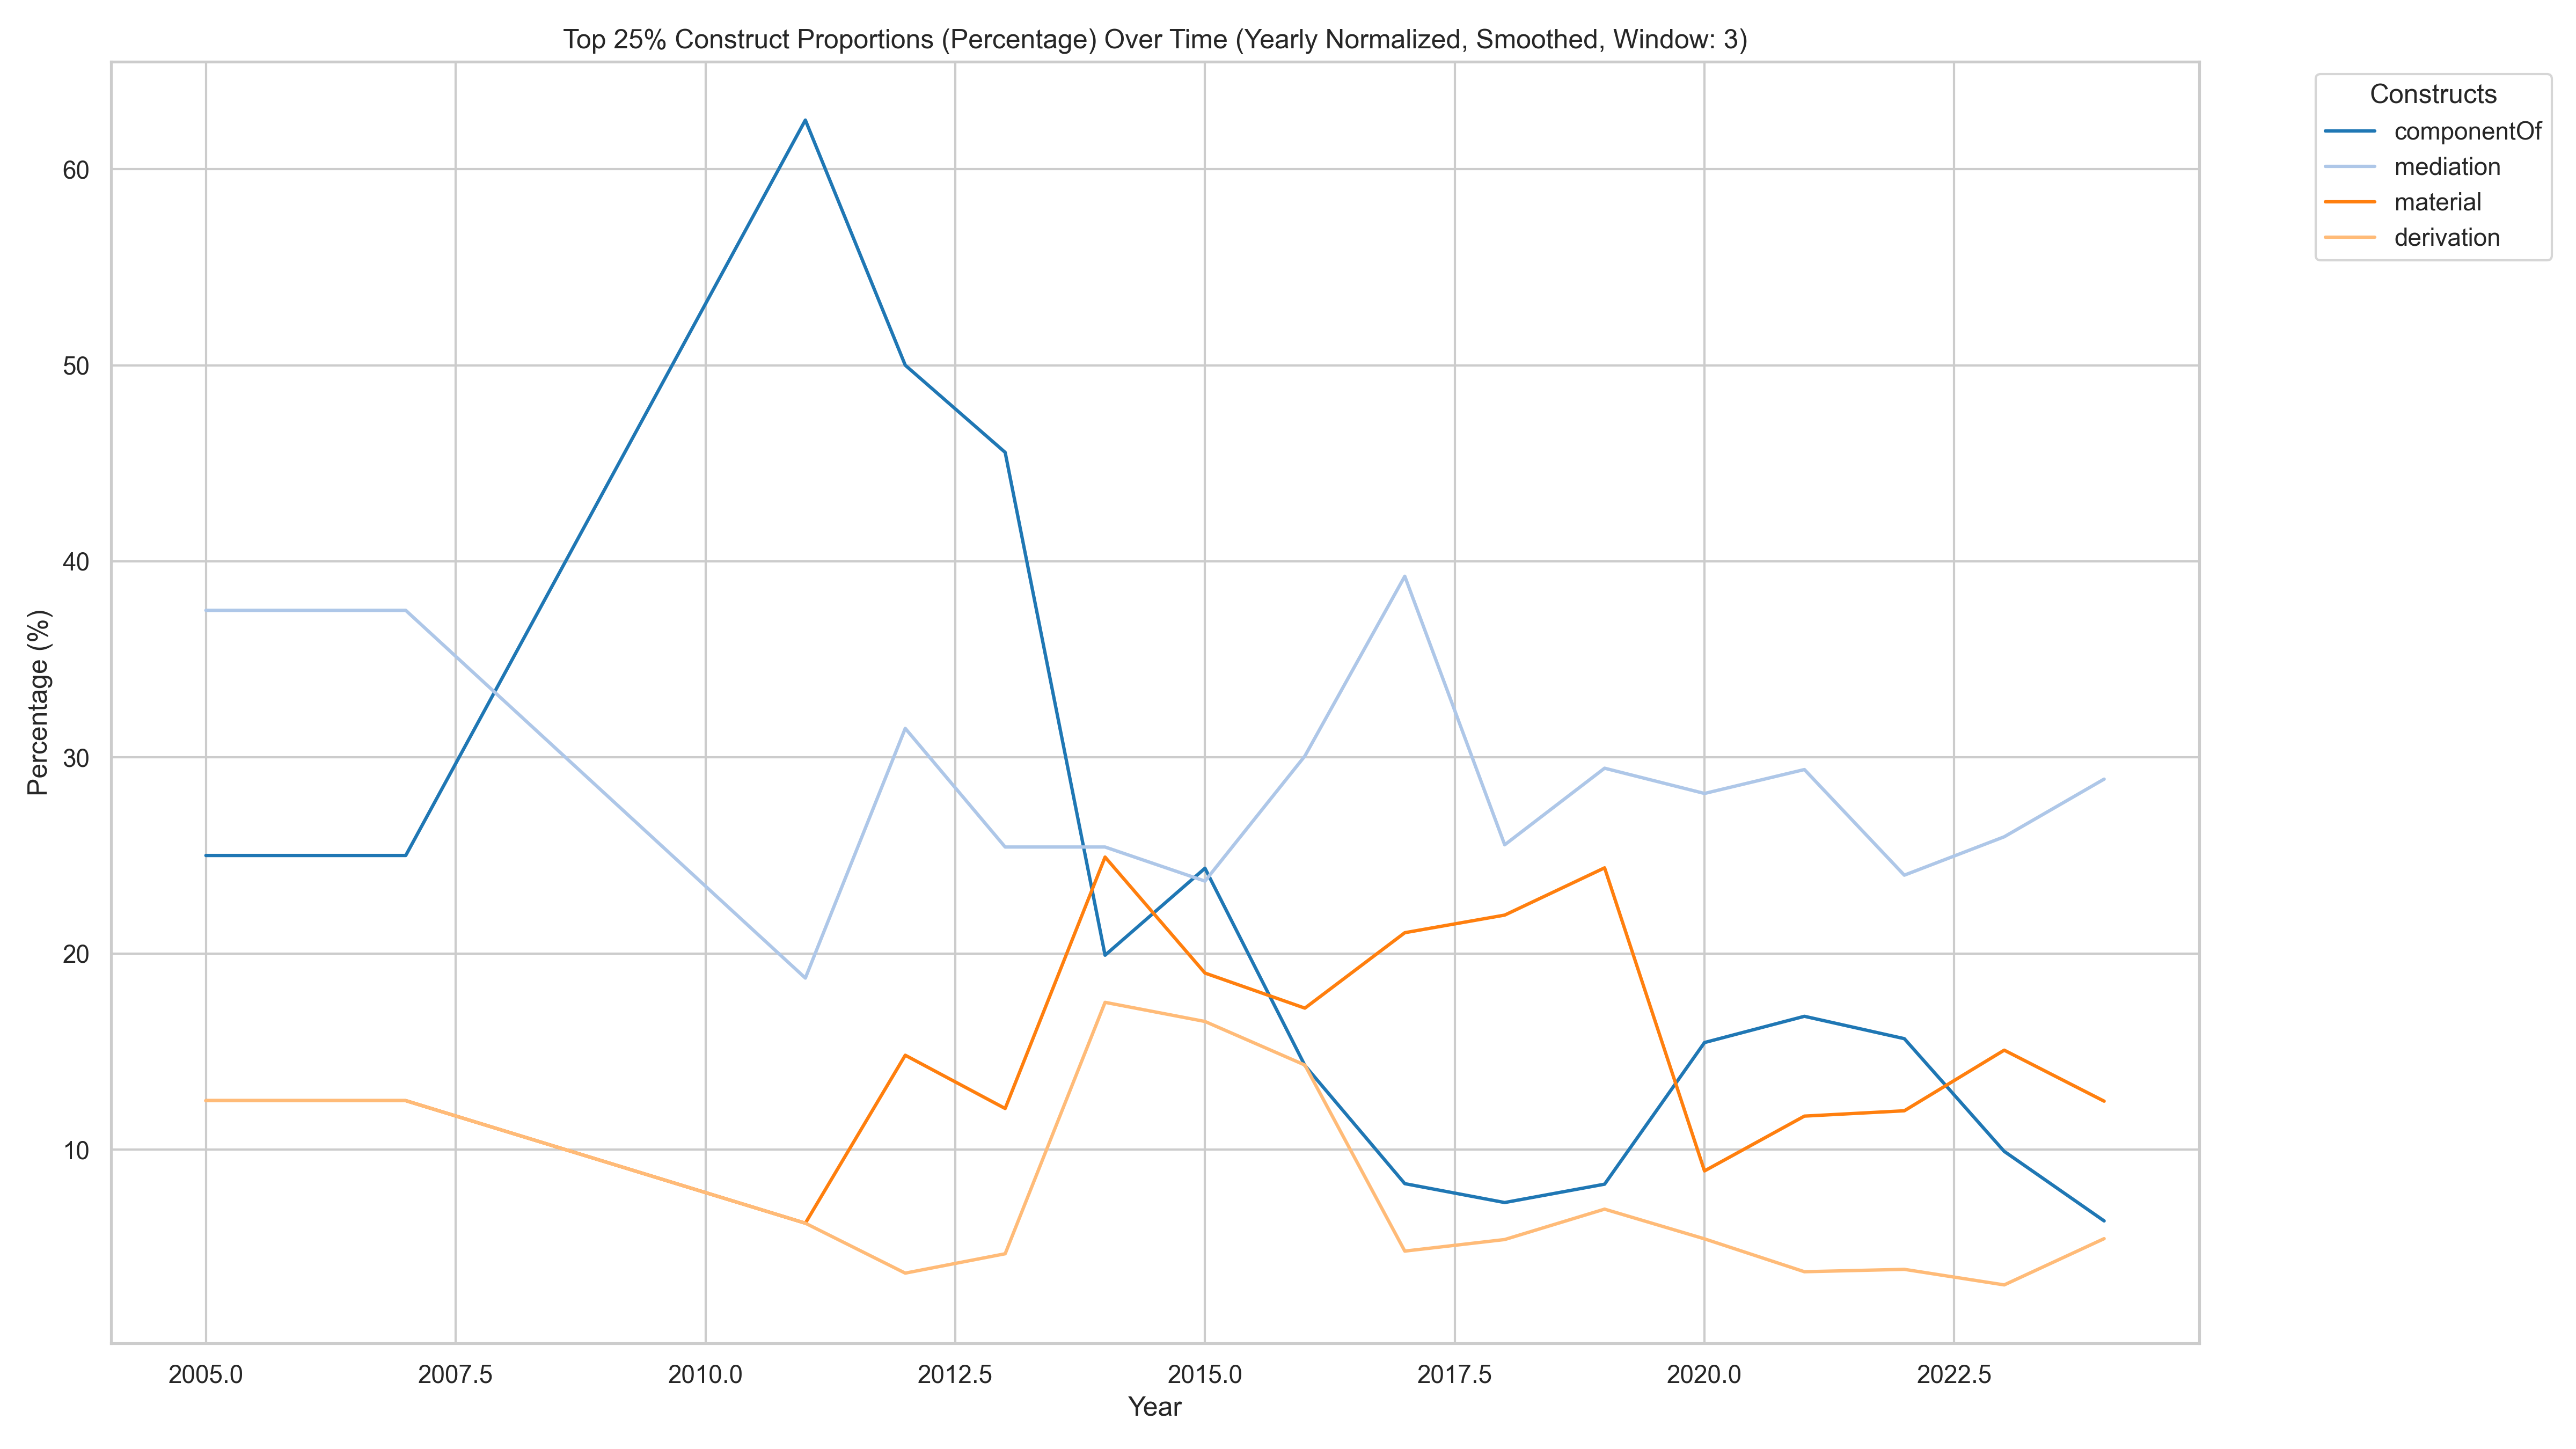 Top 25% Construct Proportions (Percentage) Over Time (Yearly Normalized, Smoothed, Window: 3)
Constructs
componentOf
mediation
material
derivation
Percentage (%)
60
50
40
30
20
10
2005.0 2007.5 2010.0 2012.5 2015.0 2017.5 2020.0 2022.5
Year